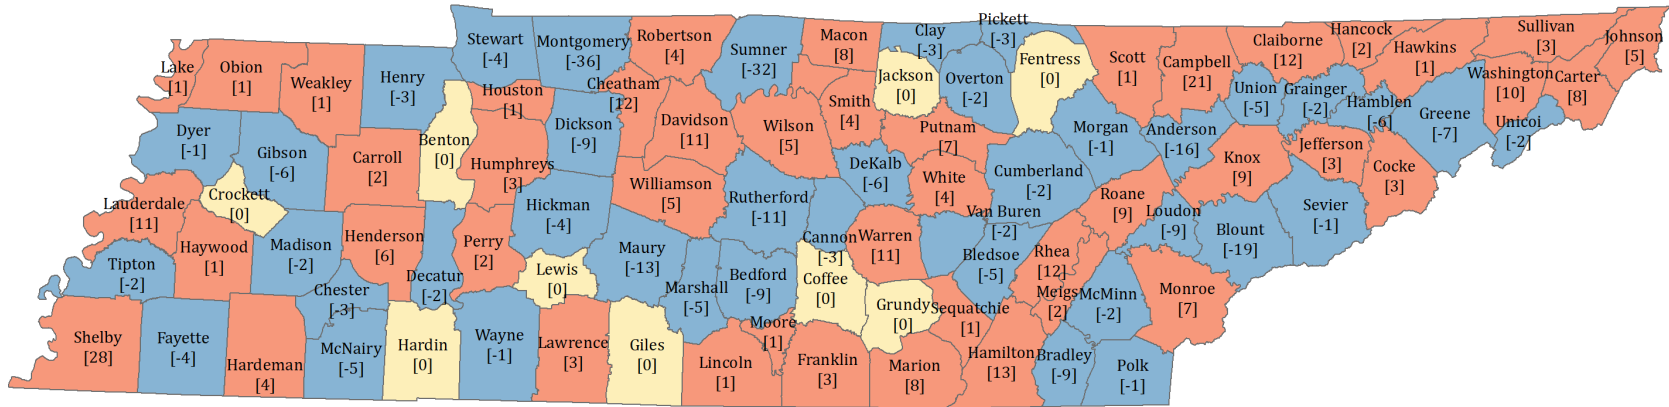 Lake
[1]
Obion
[1]
Weakley
[1]
Henry
[-3]
Stewart
[-4]
Montgomery
[-36]
Robertson
[4]
Sumner
[-32]
Macon
[8]
Clay
[-3]
Pickett
[-3]
Fentress
[0]
Scott
[1]
Campbell
[21]
Claiborne
[12]
Hancock
[2]
Hawkins
[1]
Sullivan
[3]
Johnson
[5]
Dyer
[-1]
Gibson
[-6]
Carroll
[2]
Benton
[0]
Houston
[1]
Humphreys
[3]
Dickson
[-9]
Cheatham
[12]
Davidson
[11]
Wilson
[5]
Smith
[4]
Jackson
[0]
Overton
[-2]
Putnam
[7]
Morgan
[-1]
Anderson
[-16]
Union
[-5]
Grainger
[-2]
Hamblen
[-6]
Greene
[-7]
Washington
[10]
Carter
[8]
Unicoi
[-2]
Lauderdale
[11]
Crockett
[0]
Haywood
[1]
Madison
[-2]
Henderson
[6]
Decatur
[-2]
Perry
[2]
Hickman
[-4]
Williamson
[5]
Rutherford
[-11]
Cannon
[-3]
DeKalb
[-6]
White
[4]
Cumberland
[-2]
Van Buren
[-2]
Roane
[9]
Loudon
[-9]
Knox
[9]
Blount
[-19]
Jefferson
[3]
Sevier
[-1]
Cocke
[3]
Tipton
[-2]
Chester
[-3]
Lewis
[0]
Maury
[-13]
Marshall
[-5]
Bedford
[-9]
Coffee
[0]
Warren
[11]
Grundy
[0]
Bledsoe
[-5]
Sequatchie
[1]
Rhea
[12]
Meigs
[2]
McMinn
[-2]
Monroe
[7]
Shelby
[28]
Fayette
[-4]
Hardeman
[4]
McNairy
[-5]
Hardin
[0]
Wayne
[-1]
Lawrence
[3]
Giles
[0]
Lincoln
[1]
Moore
[1]
Franklin
[3]
Marion
[8]
Hamilton
[13]
Bradley
[-9]
Polk
[-1]